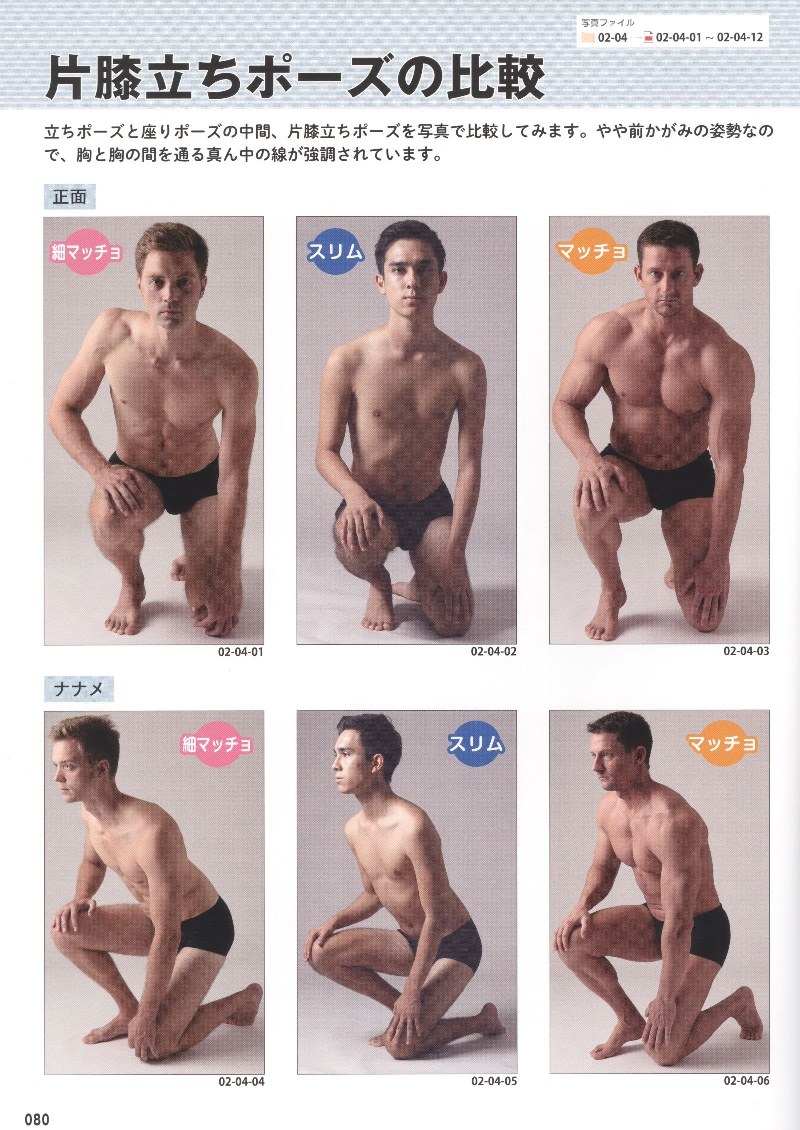 写真ファイル
02-04 → 02-04-01 ~ 02-04-12
片膝立ちポーズの比較
立ちポーズと座りポーズの中間、片膝立ちポーズを写真で比較してみます。やや前かがみの姿勢なの
で、胸と胸の間を通る真ん中の線が強調されています。
正面
細マッチョ
スリム
マッチョ
02-04-01
02-04-02
02-04-03
ナナメ
細マッチョ
スリム
マッチョ
02-04-04
02-04-05
02-04-06
080